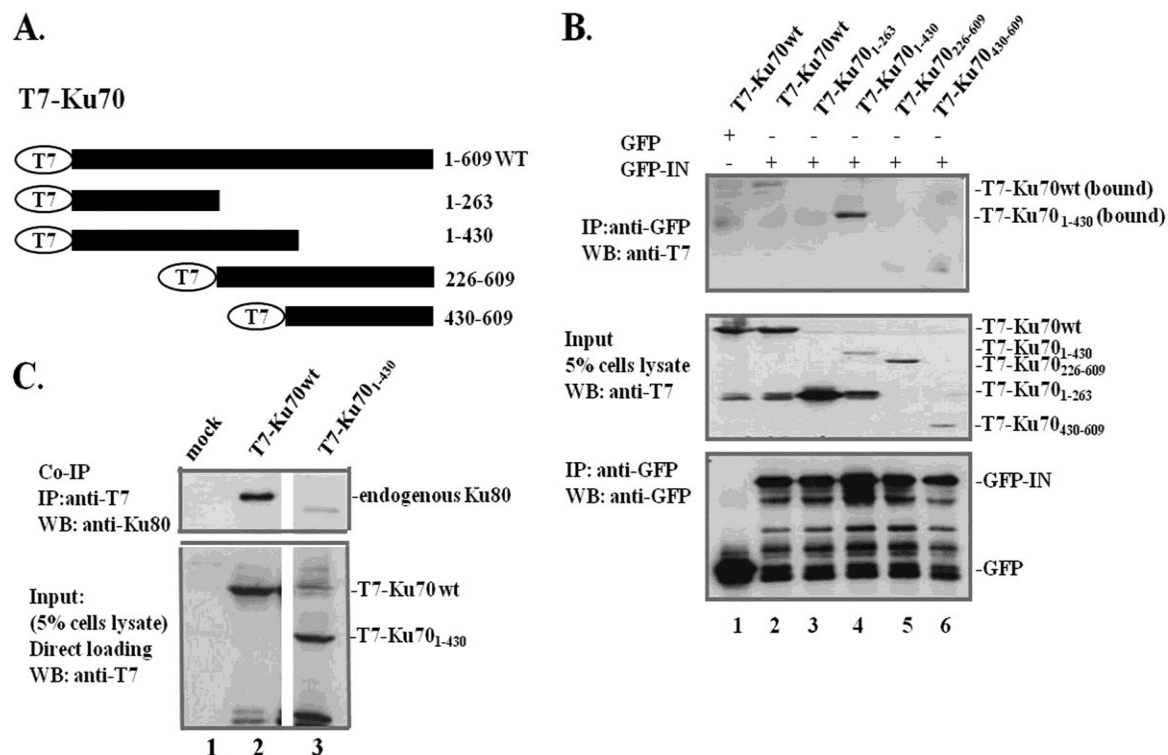 A.
T7-Ku70
T7 1-609 WT
T7 1-263
T7 1-430
T7 226-609
T7 430-609
B.
T7-Ku70wt
T7-Ku70wt
T7-Ku701-263
T7-Ku701-430
T7-Ku70226-609
T7-Ku70430-609
GFP + - - - - -
GFP-IN - + + + + +
IP:anti-GFP
WB: anti-T7
-T7-Ku70wt (bound)
-T7-Ku701-430 (bound)
Input
5% cells lysate
WB: anti-T7
-T7-Ku70wt
-T7-Ku701-430
-T7-Ku70226-609
-T7-Ku701-263
-T7-Ku70430-609
IP: anti-GFP
WB: anti-GFP
-GFP-IN
-GFP
1 2 3 4 5 6
C.
mock
T7-Ku70wt
T7-Ku701-430
Co-IP
IP:anti-T7
WB: anti-Ku80
-endogenous Ku80
Input:
(5% cells lysate)
Direct loading
WB: anti-T7
-T7-Ku70 wt
-T7-Ku701-430
1 2 3